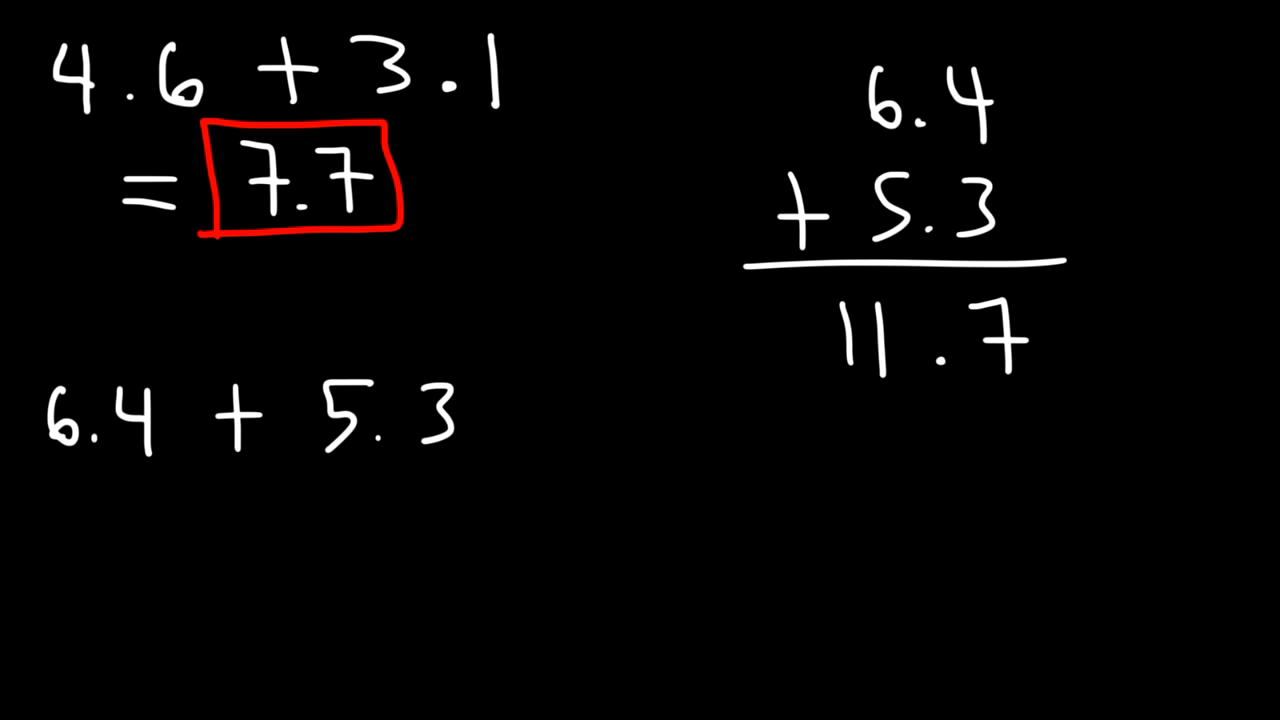 4.6 + 3.1
= 7.7
6.4 + 5.3
6.4
+ 5.3
11.7